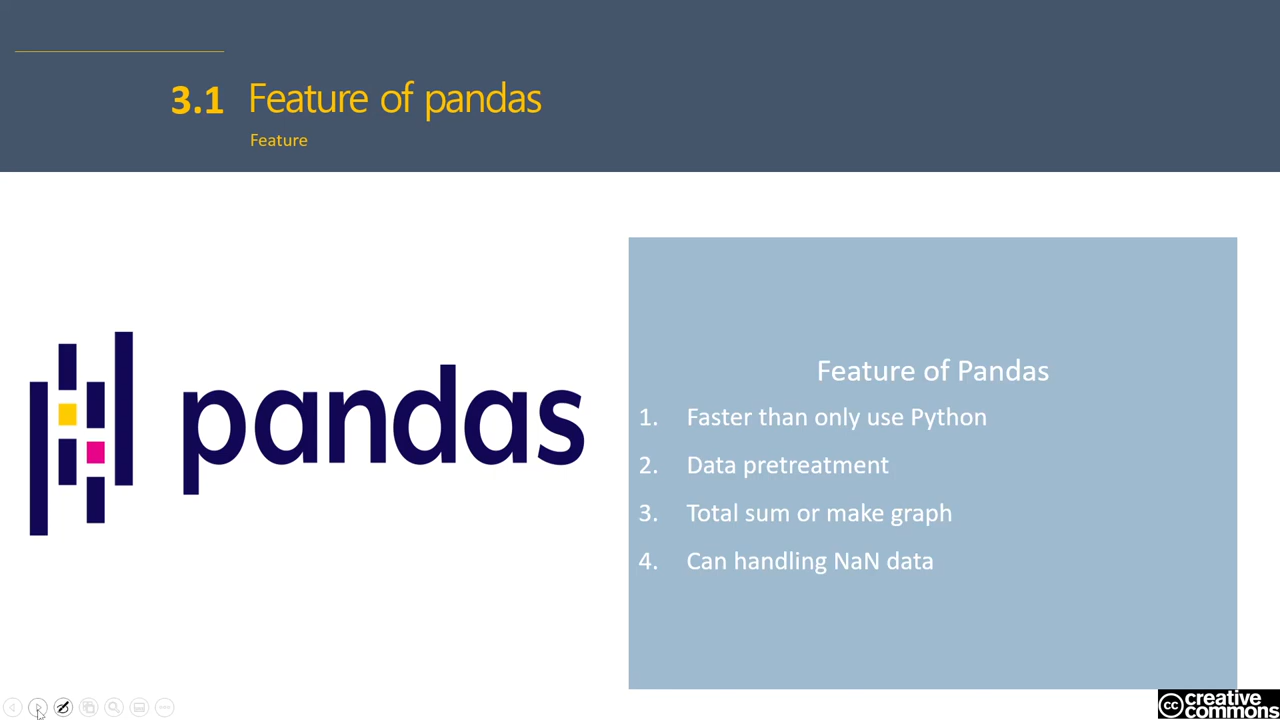 3.1 Feature of pandas
Feature
pandas
Feature of Pandas
1. Faster than only use Python
2. Data pretreatment
3. Total sum or make graph
4. Can handling NaN data
cc creative
commons